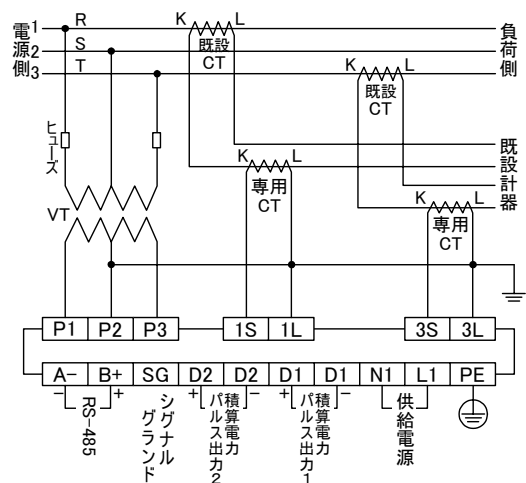 電源側
1 R
2 S
3 T
負荷側
K L
既設
CT
K L
既設
CT
ヒューズ
VT
K L
専用
CT
K L
専用
CT
既設計器
P1 P2 P3 1S 1L 3S 3L
A- B+ SG D2 D2 D1 D1 N1 L1 PE
− + + − + −
RS-485
シグナルグランド
積算電力
パルス出力2
積算電力
パルス出力1
供給電源